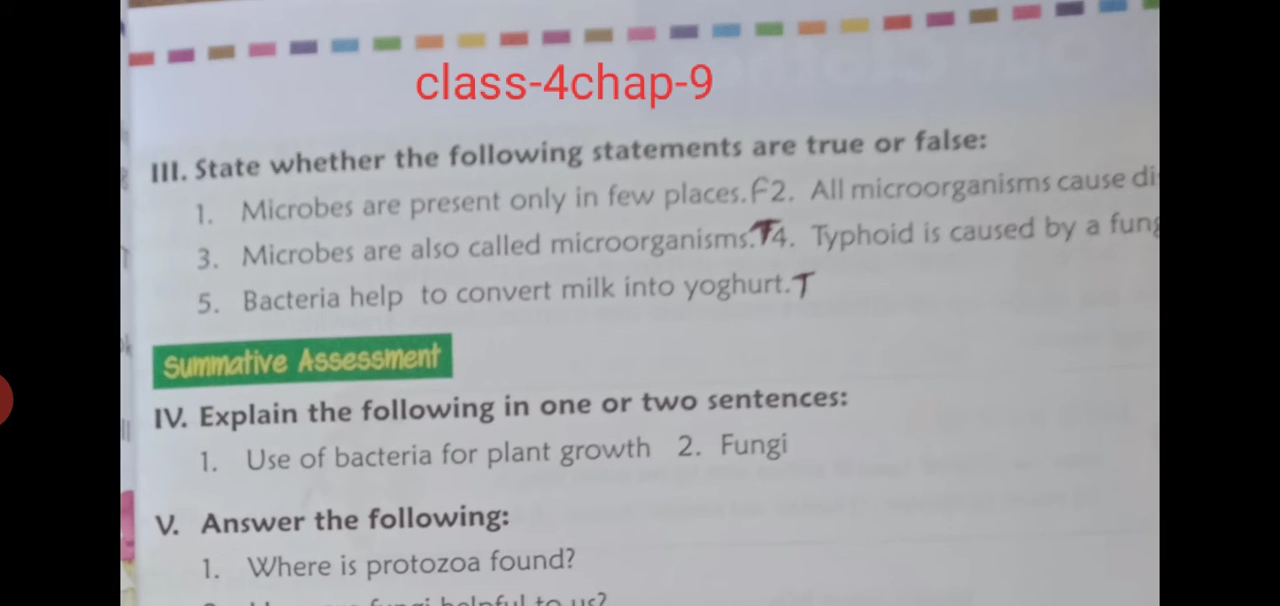 class-4chap-9
III. State whether the following statements are true or false:
1. Microbes are present only in few places. F 2. All microorganisms cause
3. Microbes are also called microorganisms. T 4. Typhoid is caused by a
5. Bacteria help to convert milk into yoghurt. T
Summative Assessment
IV. Explain the following in one or two sentences:
1. Use of bacteria for plant growth 2. Fungi
V. Answer the following:
1. Where is protozoa found?
helpful to us?